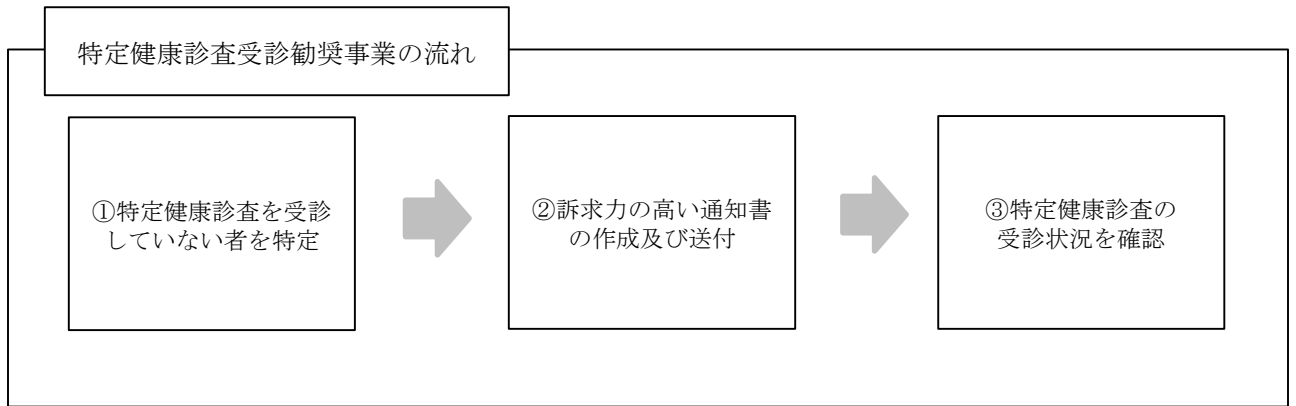 特定健康診査受診勧奨事業の流れ
①特定健康診査を受診
していない者を特定
②訴求力の高い通知書
の作成及び送付
③特定健康診査の
受診状況を確認